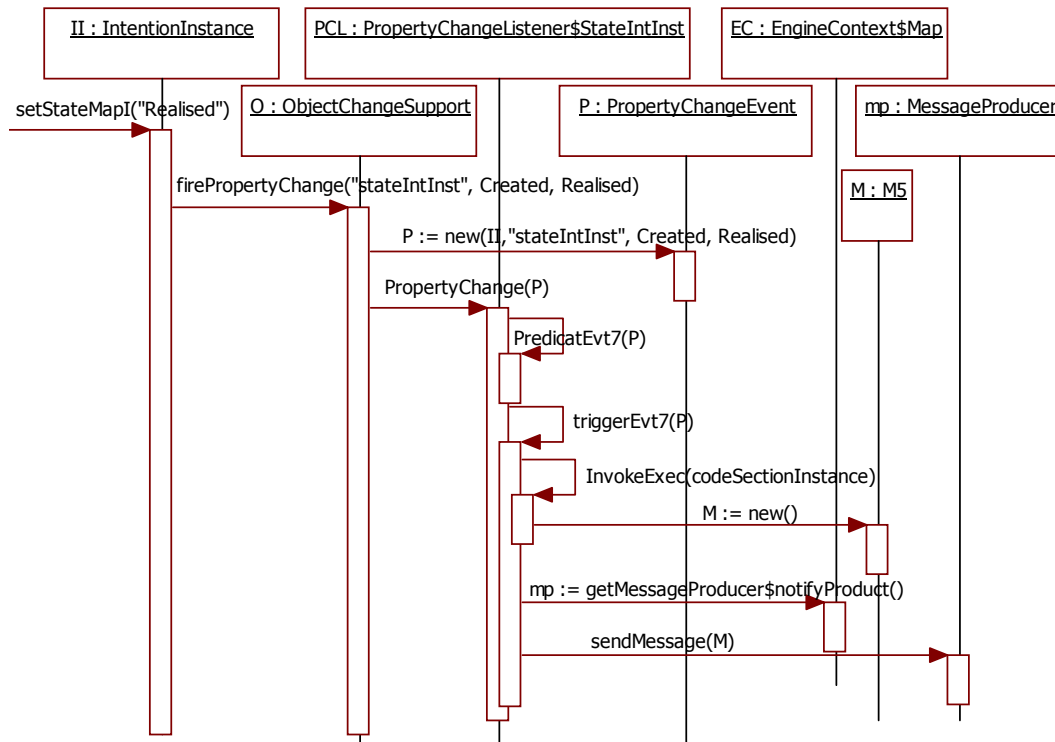 II : IntentionInstance
PCL : PropertyChangeListener$StateIntInst
EC : EngineContext$Map
O : ObjectChangeSupport
P : PropertyChangeEvent
mp : MessageProducer
setStateMapI("Realised")
M : M5
firePropertyChange("stateIntInst", Created, Realised)
P := new(II,"stateIntInst", Created, Realised)
PropertyChange(P)
PredicatEvt7(P)
triggerEvt7(P)
InvokeExec(codeSectionInstance)
M := new()
mp := getMessageProducer$notifyProduct()
sendMessage(M)